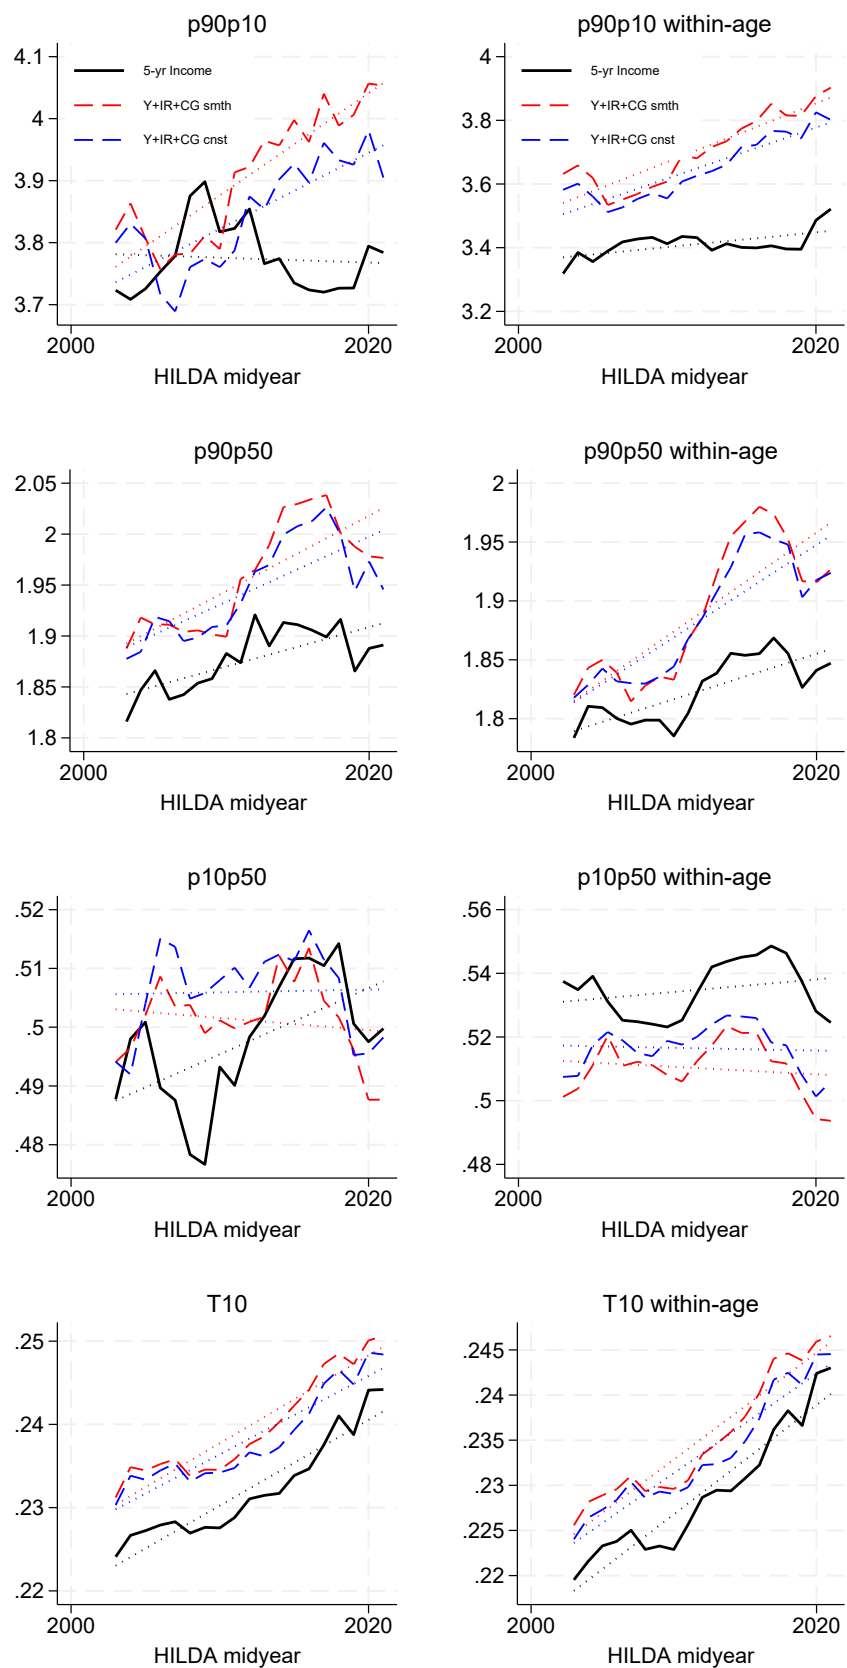 p90p10
4.1
4
3.9
3.8
3.7
5-yr Income
Y+IR+CG smth
Y+IR+CG cnst
2000
2020
HILDA midyear
p90p10 within-age
4
3.8
3.6
3.4
3.2
5-yr Income
Y+IR+CG smth
Y+IR+CG cnst
2000
2020
HILDA midyear
p90p50
2.05
2
1.95
1.9
1.85
1.8
2000
2020
HILDA midyear
p90p50 within-age
2
1.95
1.9
1.85
1.8
2000
2020
HILDA midyear
p10p50
.52
.51
.5
.49
.48
2000
2020
HILDA midyear
p10p50 within-age
.56
.54
.52
.5
.48
2000
2020
HILDA midyear
T10
.25
.24
.23
.22
2000
2020
HILDA midyear
T10 within-age
.245
.24
.235
.23
.225
.22
2000
2020
HILDA midyear